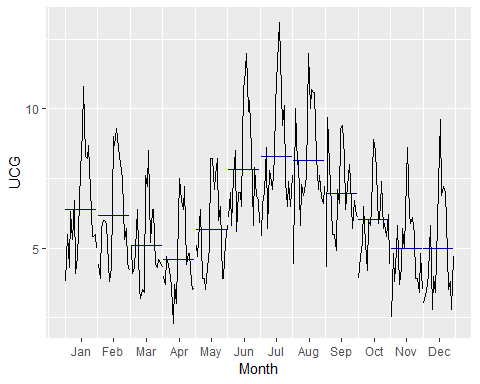 UCG
10
5
Jan Feb Mar Apr May Jun Jul Aug Sep Oct Nov Dec
Month